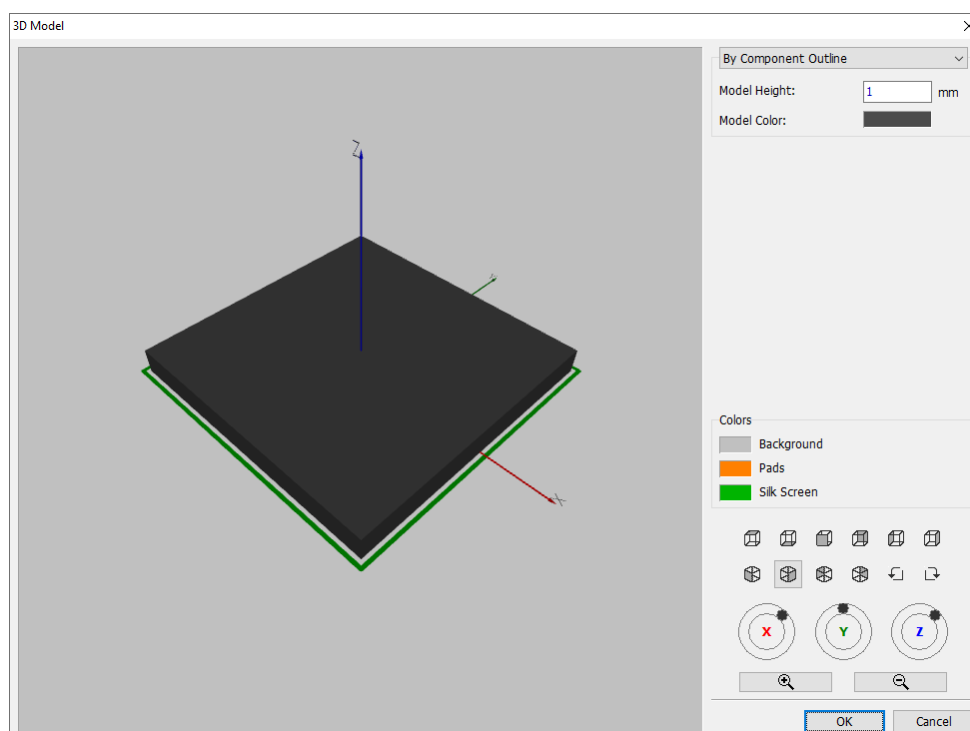 3D Model
By Component Outline
Model Height:
1
mm
Model Color:
Z
X
Colors
Background
Pads
Silk Screen
X
Y
Z
OK
Cancel